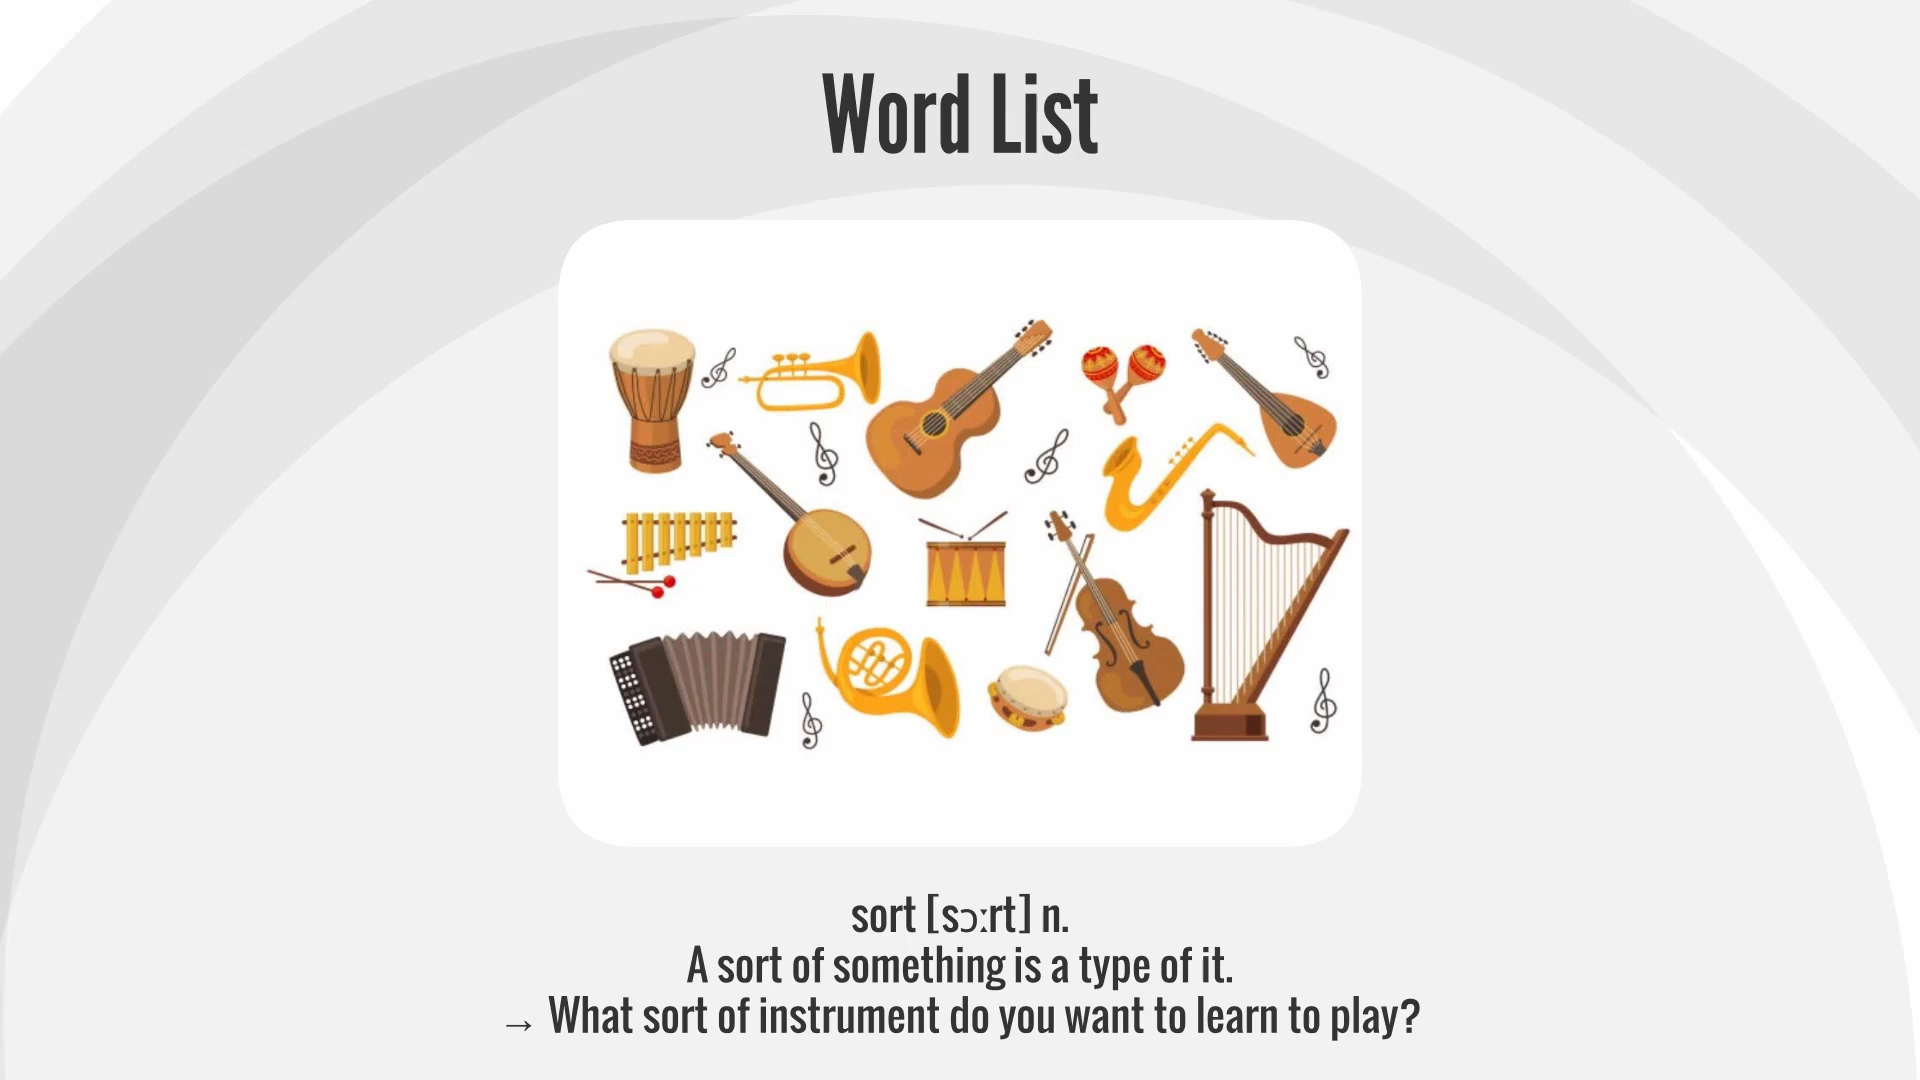 Word List
sort [sɔːrt] n.
A sort of something is a type of it.
→ What sort of instrument do you want to learn to play?